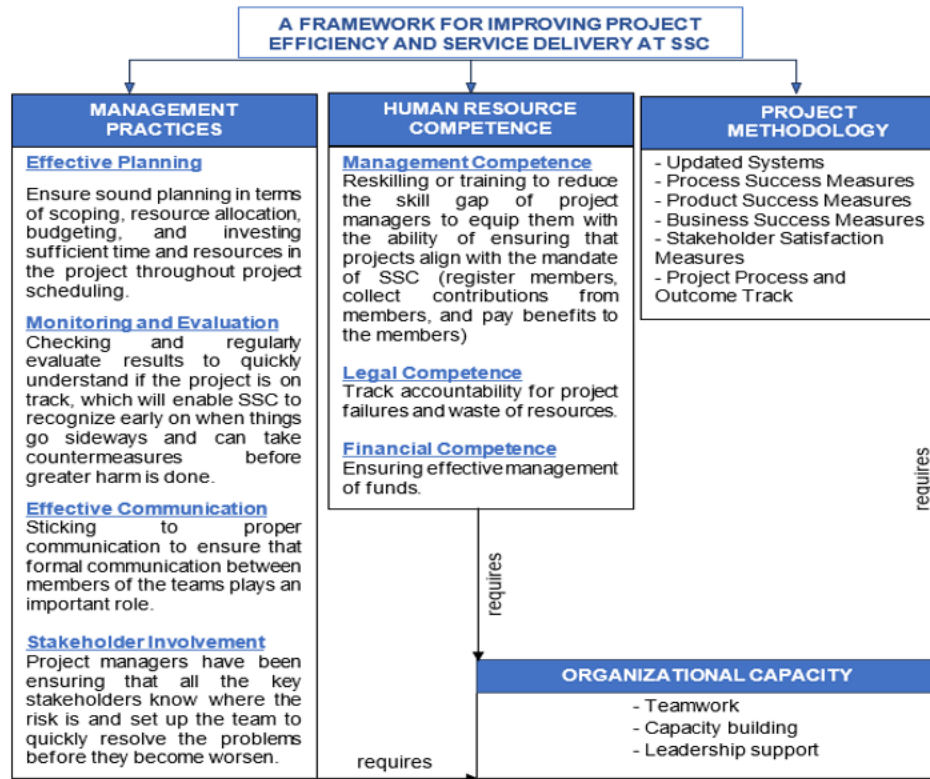 A FRAMEWORK FOR IMPROVING PROJECT
EFFICIENCY AND SERVICE DELIVERY AT SSC
MANAGEMENT
PRACTICES
Effective Planning
Ensure sound planning in terms
of scoping, resource allocation,
budgeting, and investing
sufficient time and resources in
the project throughout project
scheduling.
Monitoring and Evaluation
Checking and regularly
evaluate results to quickly
understand if the project is on
track, which will enable SSC to
recognize early on when things
go sideways and can take
countermeasures before
greater harm is done.
Effective Communication
Sticking to proper
communication to ensure that
formal communication between
members of the teams plays an
important role.
Stakeholder Involvement
Project managers have been
ensuring that all the key
stakeholders know where the
risk is and set up the team to
quickly resolve the problems
before they become worsen.
HUMAN RESOURCE
COMPETENCE
Management Competence
Reskilling or training to reduce
the skill gap of project
managers to equip them with
the ability of ensuring that
projects align with the mandate
of SSC (register members,
collect contributions from
members, and pay benefits to
the members)
Legal Competence
Track accountability for project
failures and waste of resources.
Financial Competence
Ensuring effective management
of funds.
PROJECT
METHODOLOGY
- Updated Systems
- Process Success Measures
- Product Success Measures
- Business Success Measures
- Stakeholder Satisfaction
Measures
- Project Process and
Outcome Track
requires
requires
requires
ORGANIZATIONAL CAPACITY
- Teamwork
- Capacity building
- Leadership support